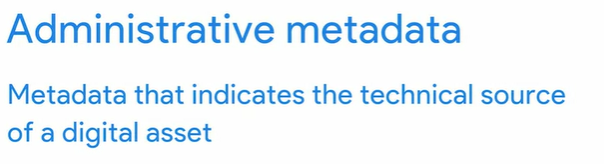 Administrative metadata
Metadata that indicates the technical source
of a digital asset